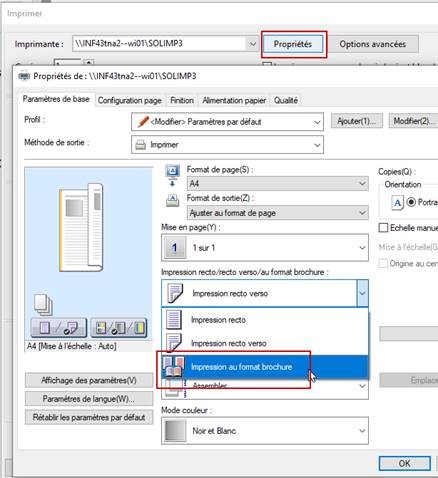 Imprimer
Imprimante : \\INF43tna2--wi01\SOLIMP3
Propriétés
Options avancées
Propriétés de : \\INF43tna2--wi01\SOLIMP3
Paramètres de base
Configuration page
Finition
Alimentation papier
Qualité
Profil :
<Modifier> Paramètres par défaut
Ajouter(1)...
Modifier(2)...
Méthode de sortie :
Imprimer
Format de page(S) :
A4
Copies(Q) :
Orientation
A
Portra
Format de sortie(Z) :
Ajuster au format de page
Echelle manue
Mise en page(Y) :
1
1 sur 1
Mise à l'échelle(G
Origine au cen
Impression recto/recto verso/au format brochure :
Impression recto verso
Impression recto
Impression recto verso
Impression au format brochure
A4 [Mise à l'échelle : Auto]
Affichage des paramètres(V)
Assembler
Emplace
Paramètres de langue(W)...
Rétablir les paramètres par défaut
Mode couleur :
Noir et Blanc
OK